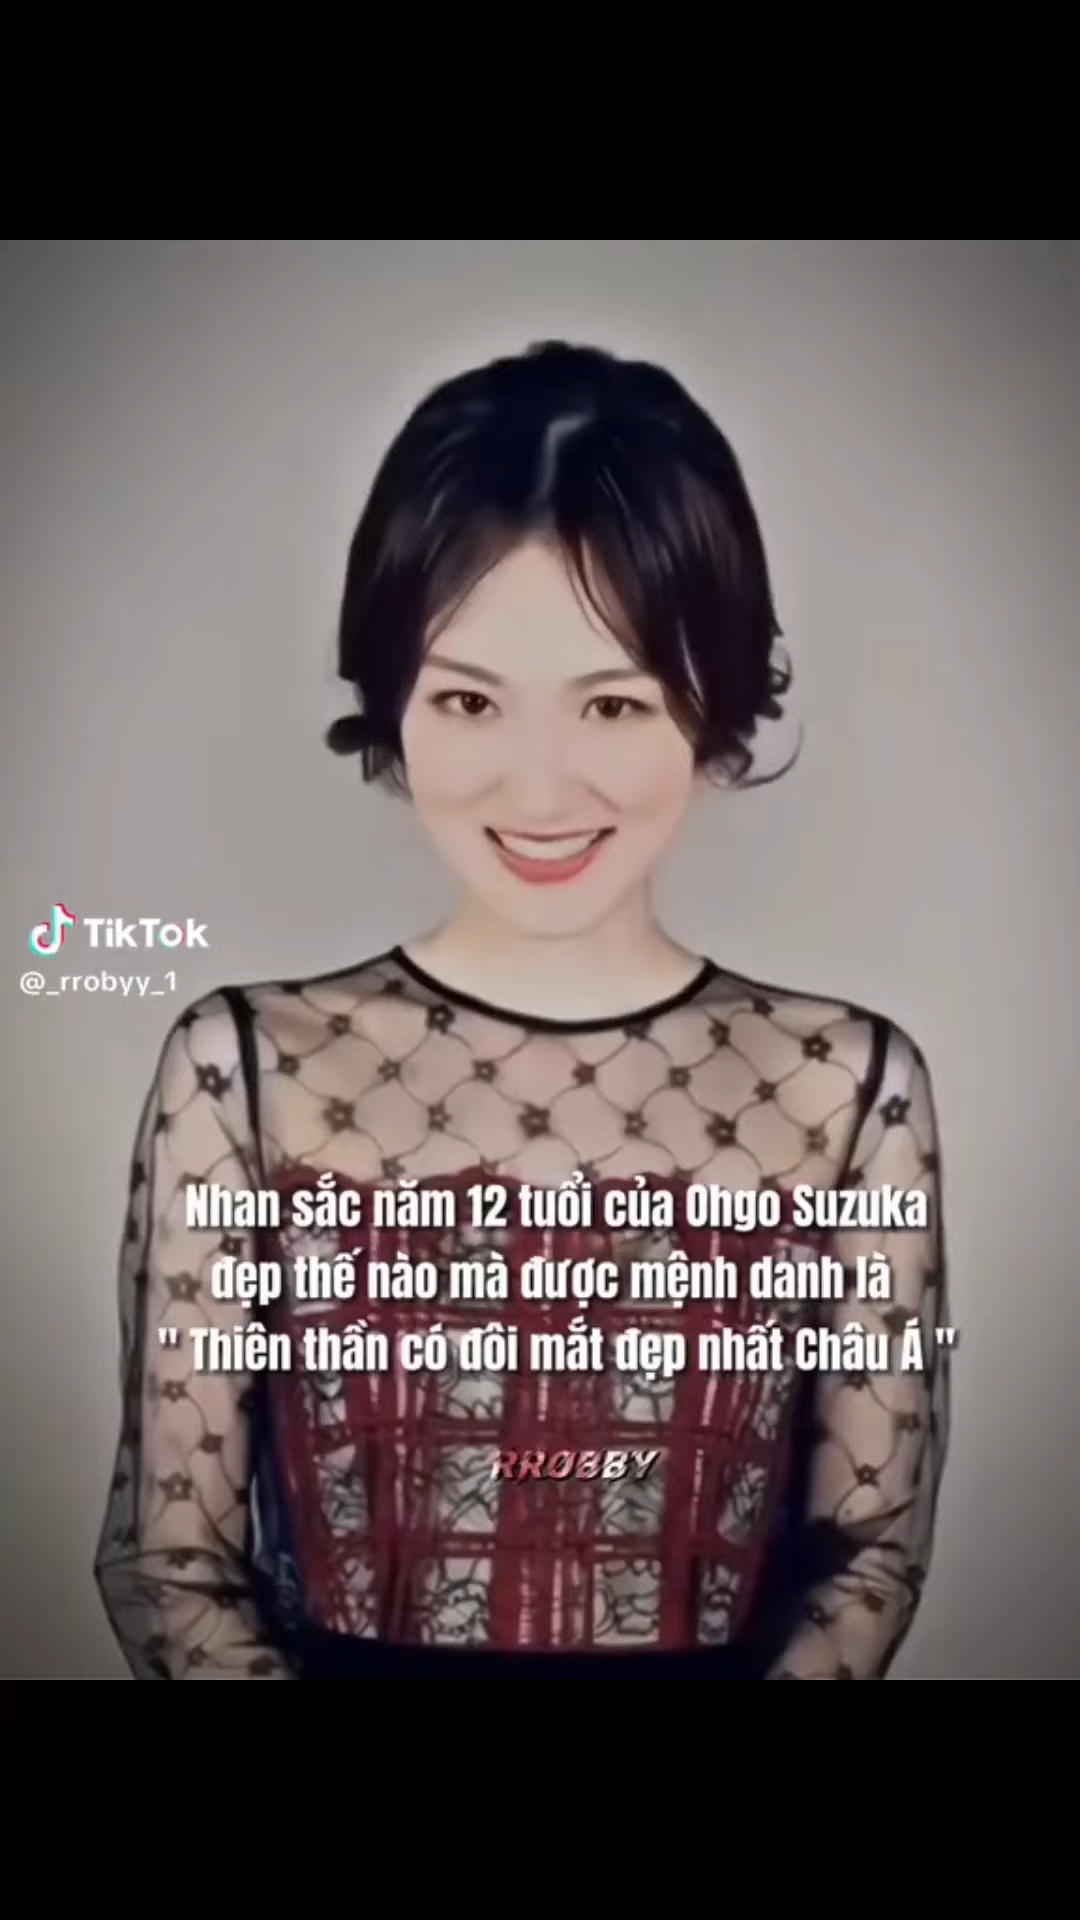 TikTok
@_rrobyy_1
Nhan sắc năm 12 tuổi của Ohgo Suzuka
đẹp thế nào mà được mệnh danh là
" Thiên thần có đôi mắt đẹp nhất Châu Á "
RROBBY